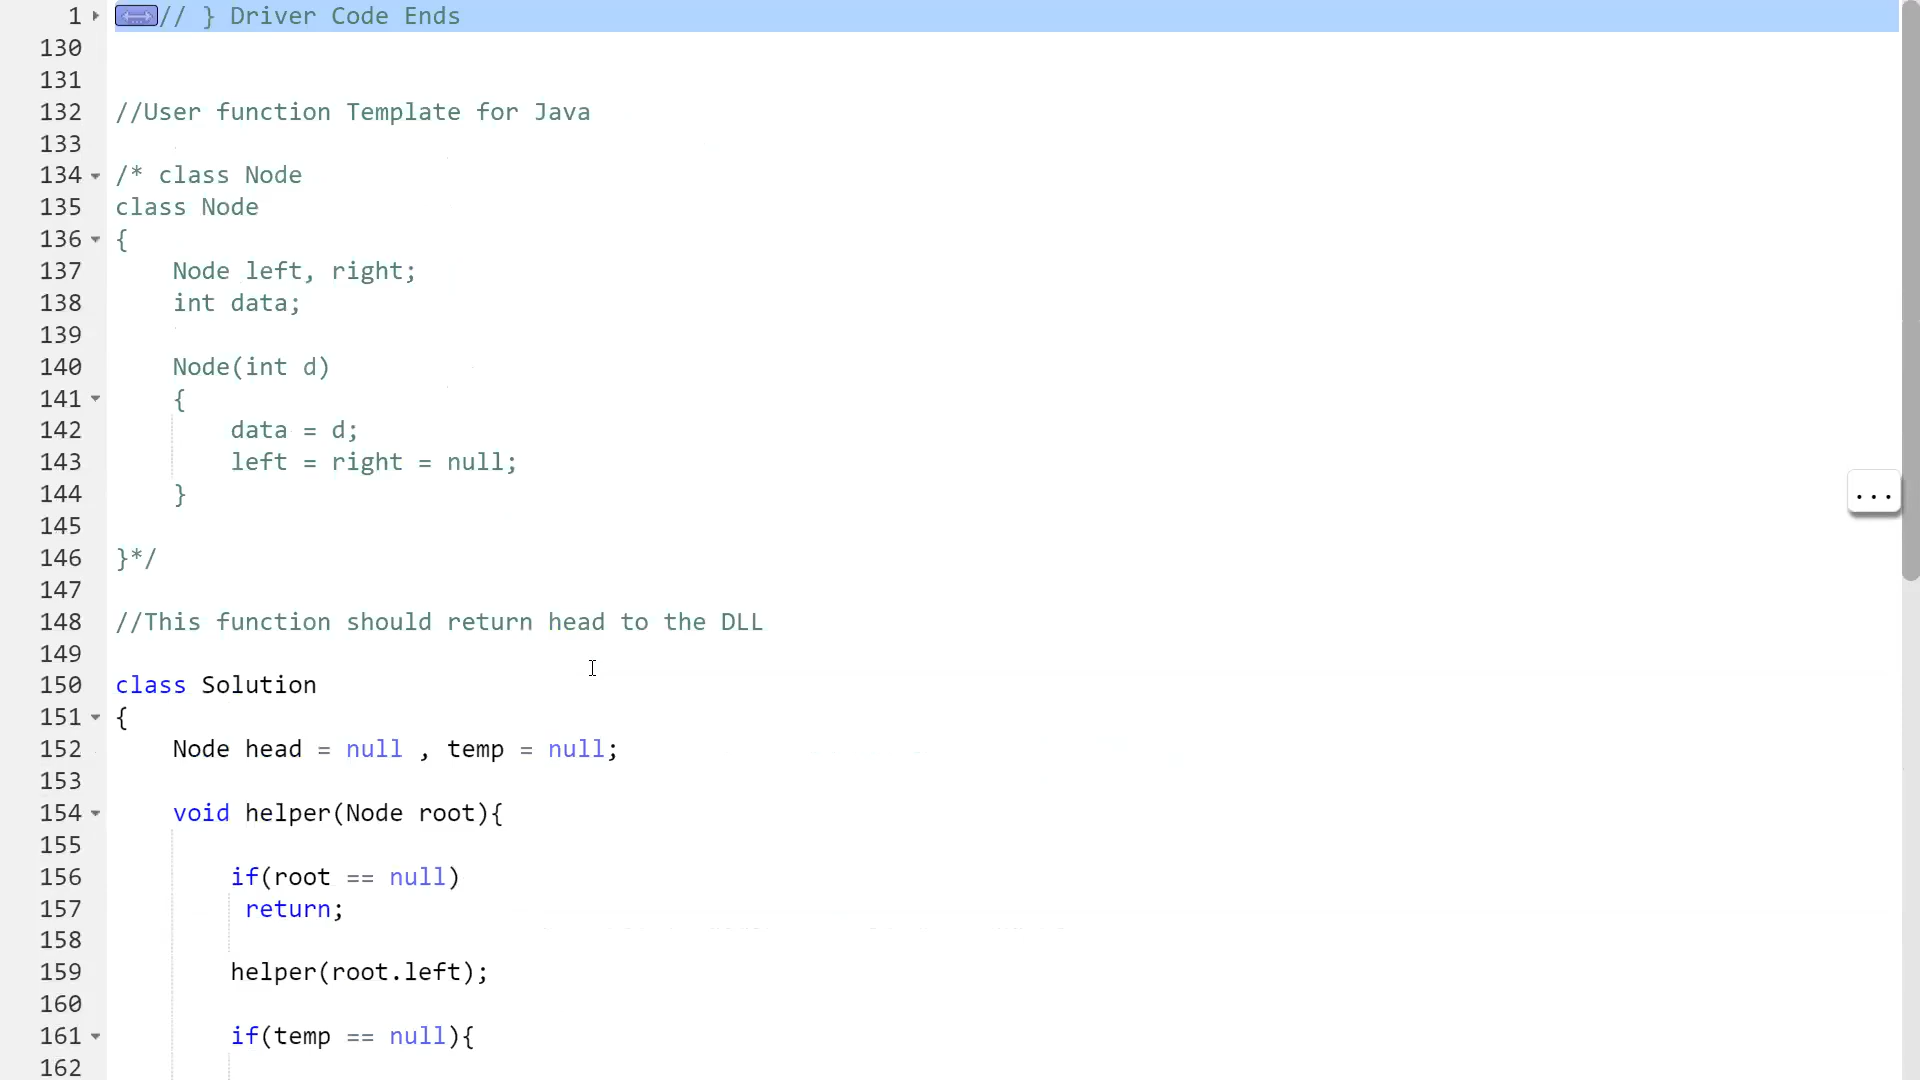 1 // } Driver Code Ends
130
131
132 //User function Template for Java
133
134 /* class Node
135 class Node
136 {
137     Node left, right;
138     int data;
139
140     Node(int d)
141     {
142         data = d;
143         left = right = null;
144     }
145
146 }*/
147
148 //This function should return head to the DLL
149
150 class Solution
151 {
152     Node head = null , temp = null;
153
154     void helper(Node root){
155
156         if(root == null)
157          return;
158
159         helper(root.left);
160
161         if(temp == null){
162
...